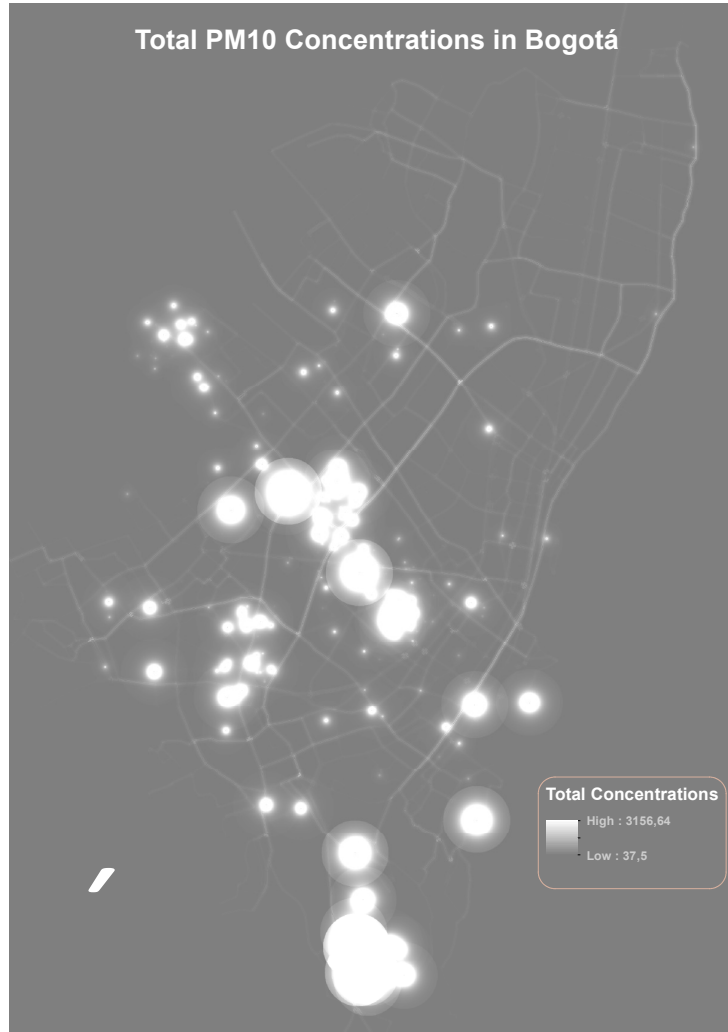 Total PM10 Concentrations in Bogotá
Total Concentrations
High : 3156,64
Low : 37,5